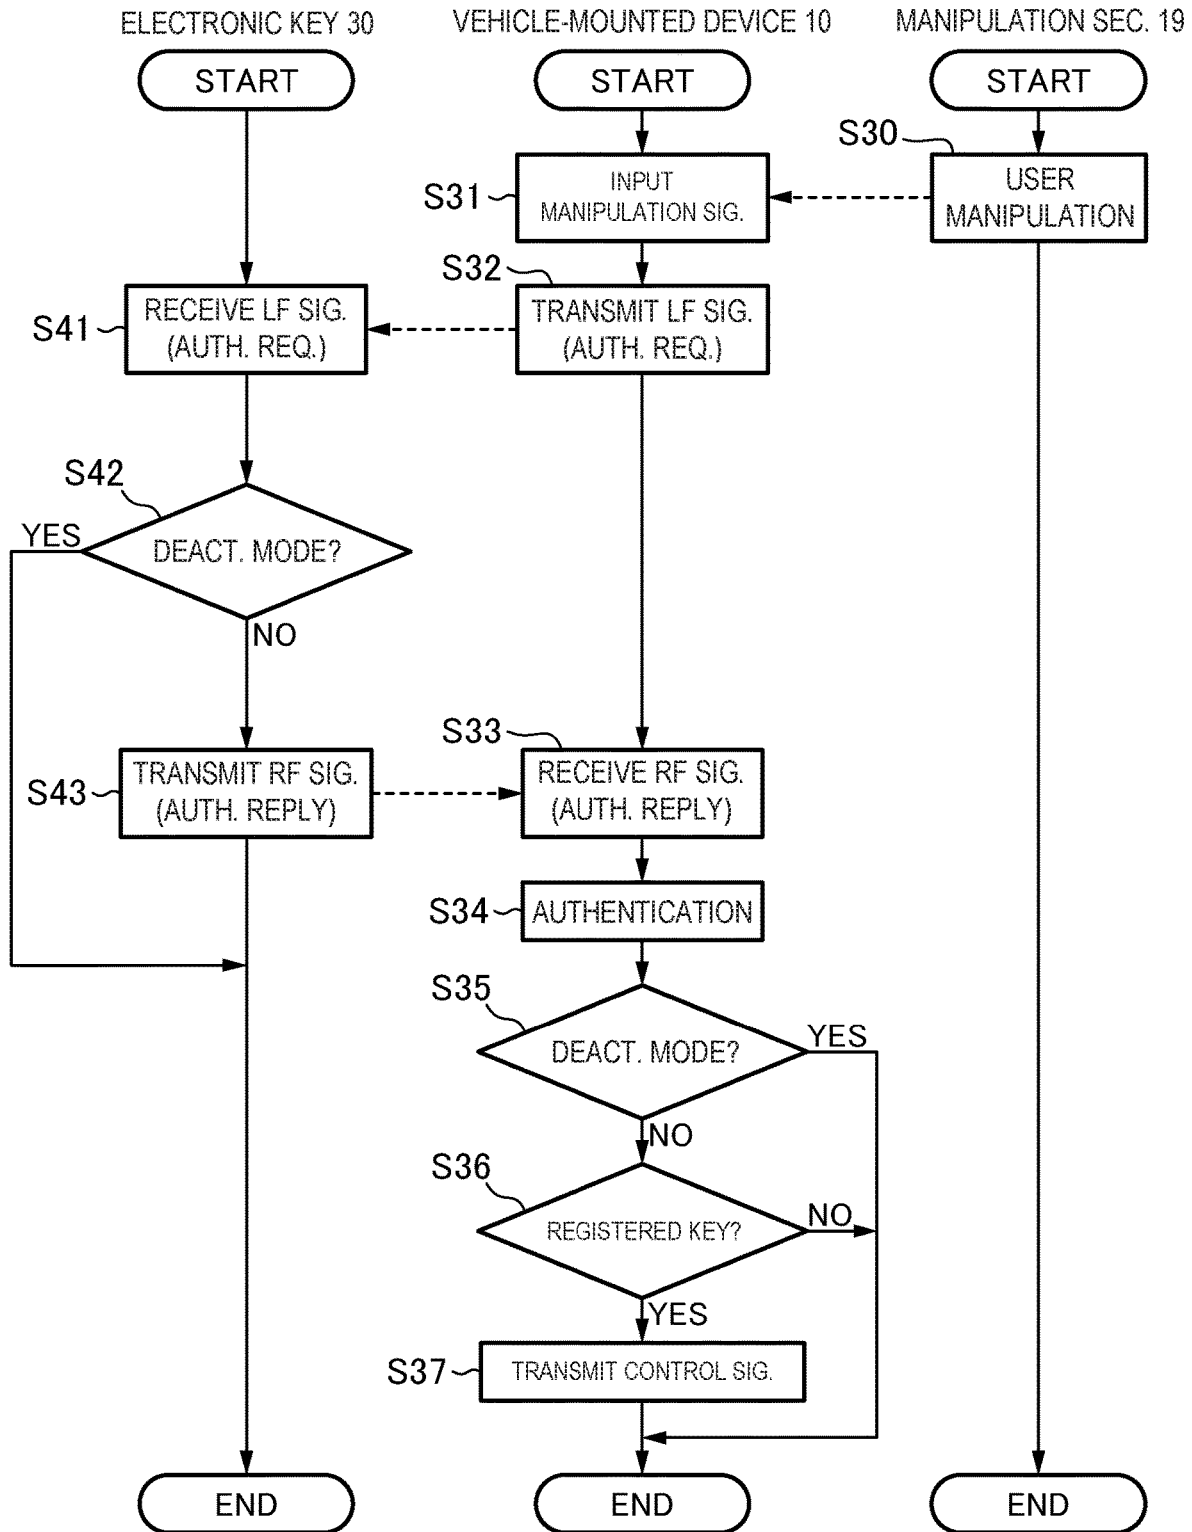 ELECTRONIC KEY 30
VEHICLE-MOUNTED DEVICE 10
MANIPULATION SEC. 19
START
START
START
S30
S31
INPUT
MANIPULATION SIG.
USER
MANIPULATION
S32
S41
RECEIVE LF SIG.
(AUTH. REQ.)
TRANSMIT LF SIG.
(AUTH. REQ.)
S42
YES
DEACT. MODE?
NO
S33
S43
TRANSMIT RF SIG.
(AUTH. REPLY)
RECEIVE RF SIG.
(AUTH. REPLY)
S34
AUTHENTICATION
S35
DEACT. MODE?
YES
NO
S36
REGISTERED KEY?
NO
YES
S37
TRANSMIT CONTROL SIG.
END
END
END